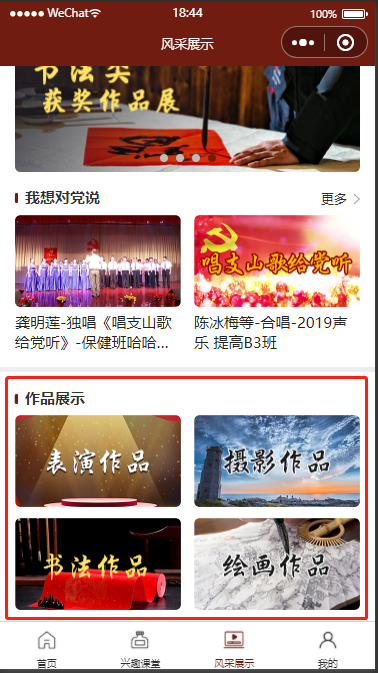 WeChat
18:44
100%
风采展示
书法类
获奖作品展
我想对党说
更多
唱支山歌给党听
龚明莲-独唱《唱支山歌
给党听》-保健班哈哈...
陈冰梅等-合唱-2019声
乐 提高B3班
作品展示
表演作品
摄影作品
书法作品
绘画作品
首页
兴趣课堂
风采展示
我的